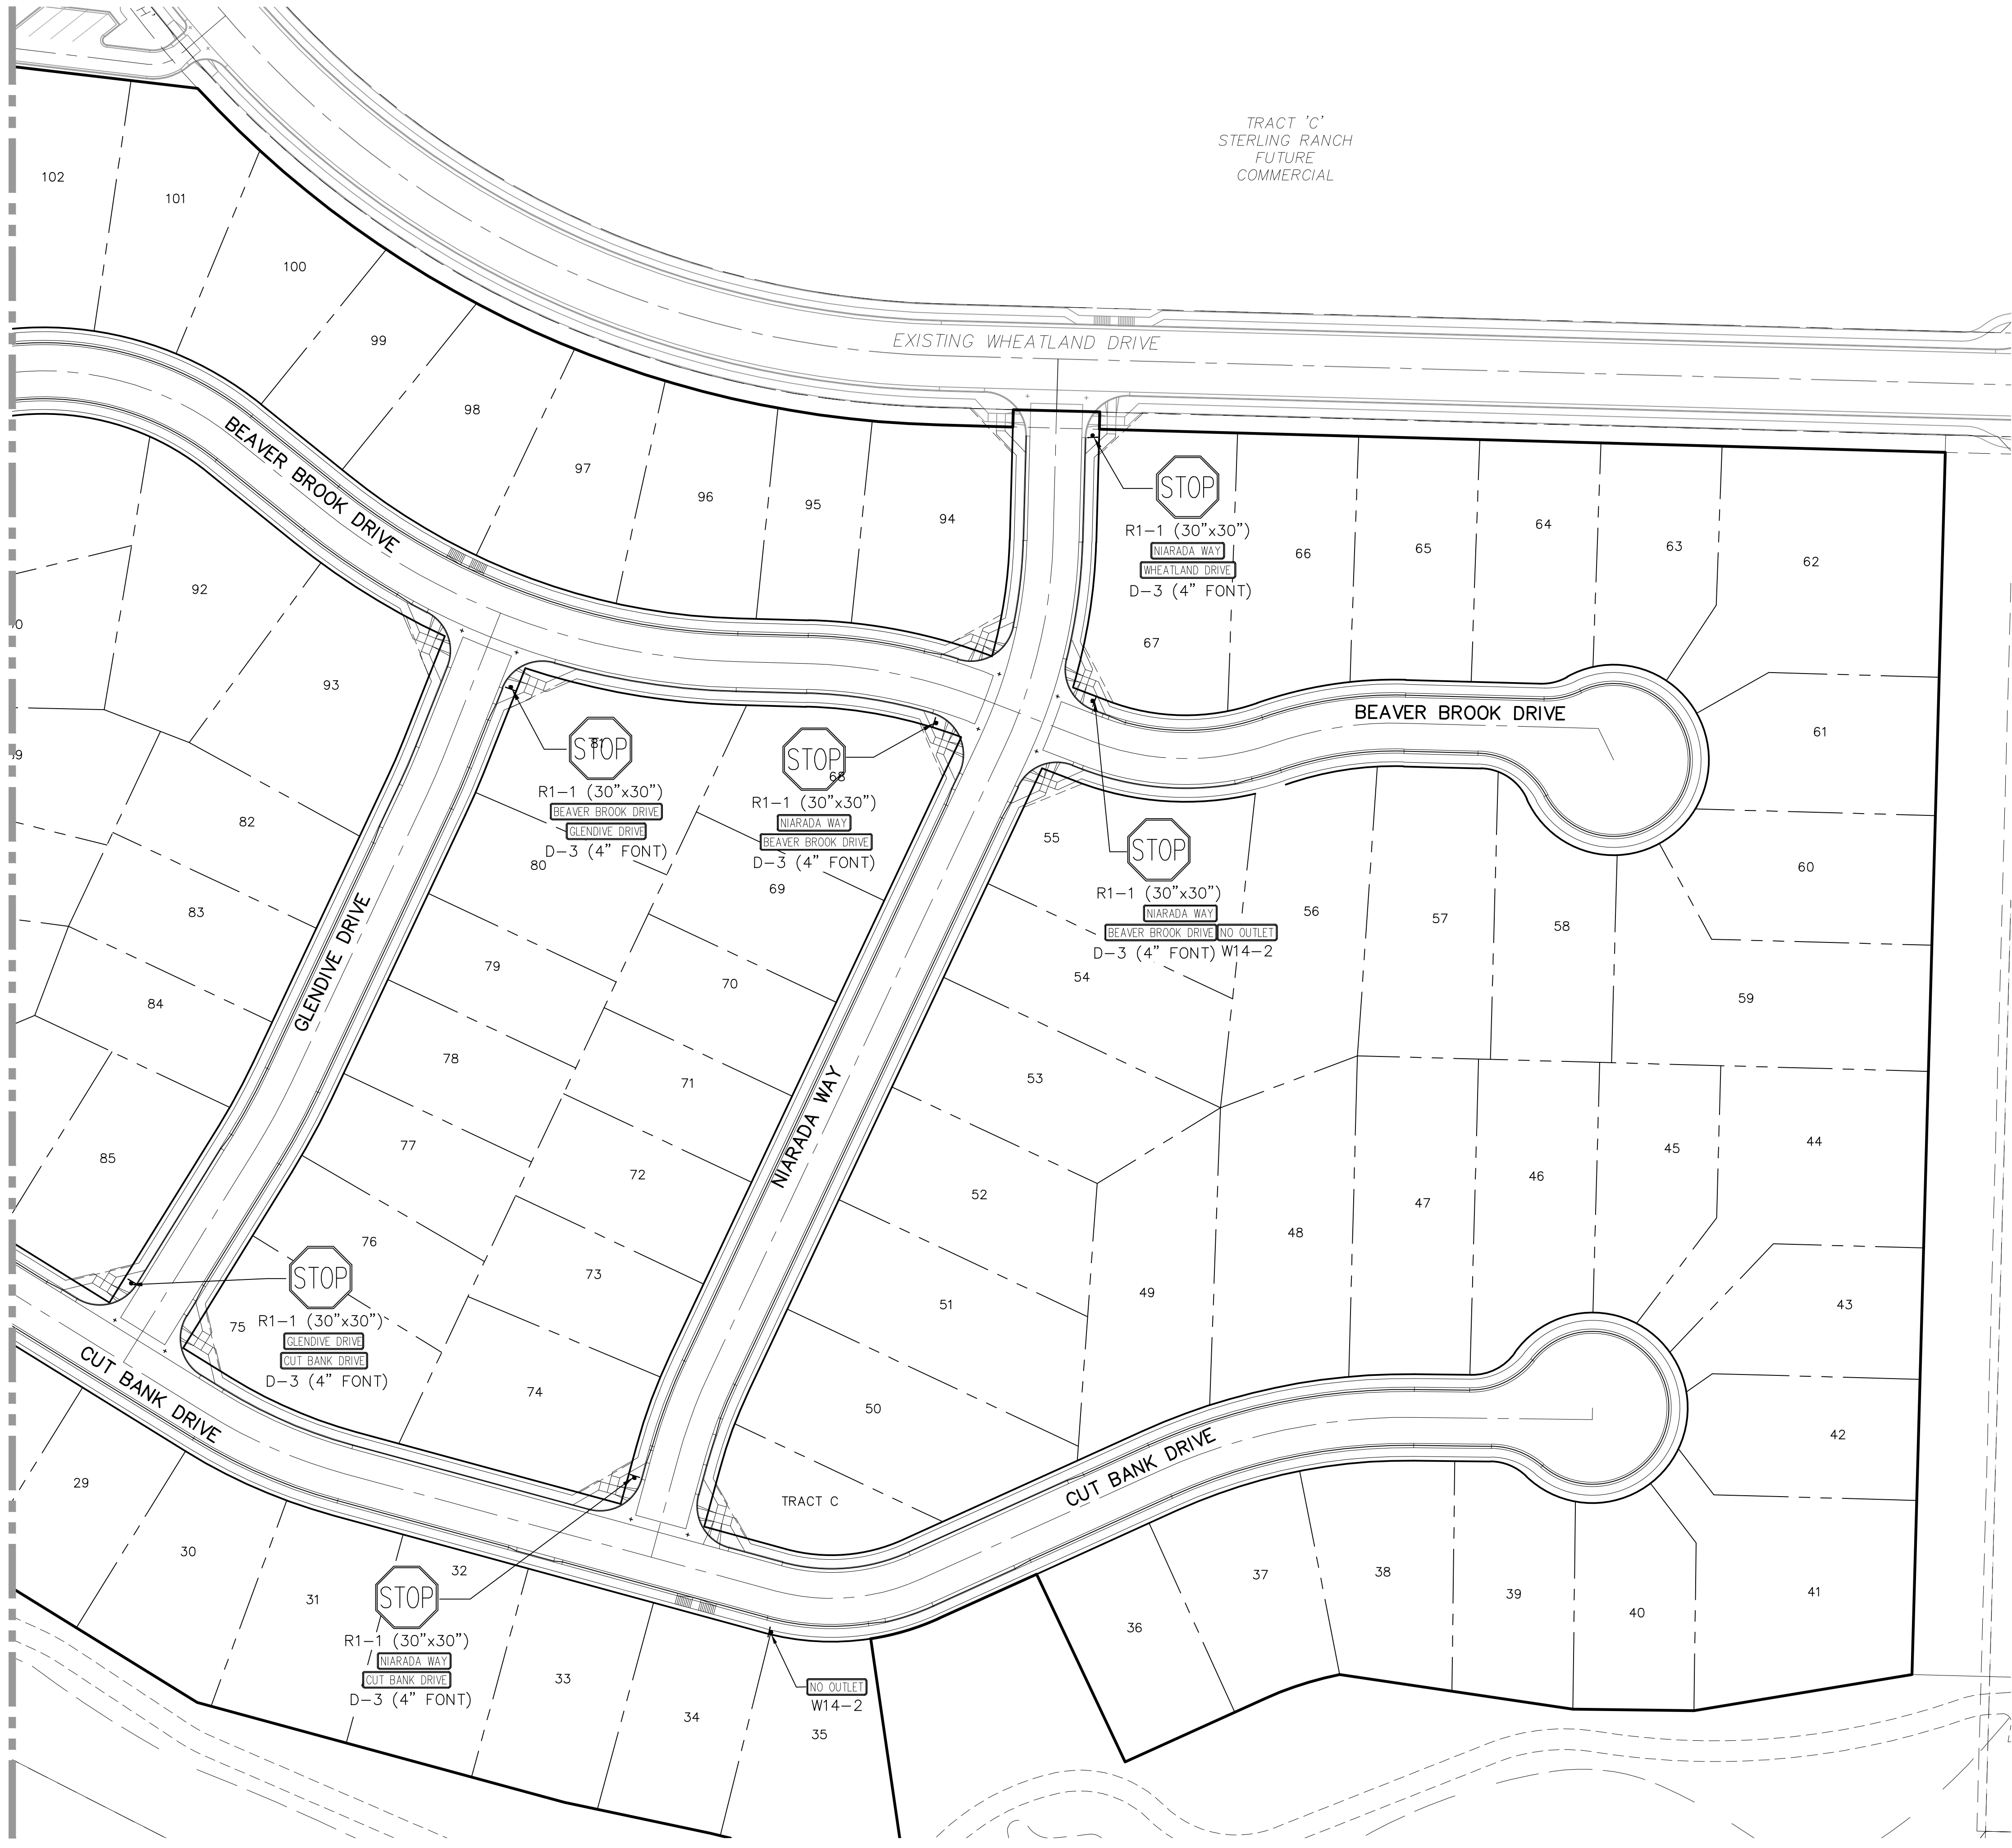 TRACT 'C'
STERLING RANCH
FUTURE
COMMERCIAL
102
101
100
99
98
97
96
95
94
EXISTING WHEATLAND DRIVE
BEAVER BROOK DRIVE
STOP
R1-1 (30"x30")
NIARADA WAY
WHEATLAND DRIVE
D-3 (4" FONT)
67
66
65
64
63
62
92
93
BEAVER BROOK DRIVE
61
60
STOP
81
R1-1 (30"x30")
BEAVER BROOK DRIVE
GLENDIVE DRIVE
D-3 (4" FONT)
80
STOP
68
R1-1 (30"x30")
NIARADA WAY
BEAVER BROOK DRIVE
D-3 (4" FONT)
69
55
STOP
R1-1 (30"x30")
NIARADA WAY
BEAVER BROOK DRIVE NO OUTLET
D-3 (4" FONT) W14-2
56
57
58
59
82
83
84
85
GLENDIVE DRIVE
79
78
77
76
70
71
72
73
NIARADA WAY
54
53
52
51
50
49
48
47
46
45
44
43
42
STOP
R1-1 (30"x30")
GLENDIVE DRIVE
CUT BANK DRIVE
D-3 (4" FONT)
75
74
CUT BANK DRIVE
TRACT C
CUT BANK DRIVE
29
30
31
32
STOP
R1-1 (30"x30")
NIARADA WAY
CUT BANK DRIVE
D-3 (4" FONT)
33
34
NO OUTLET
W14-2
35
36
37
38
39
40
41